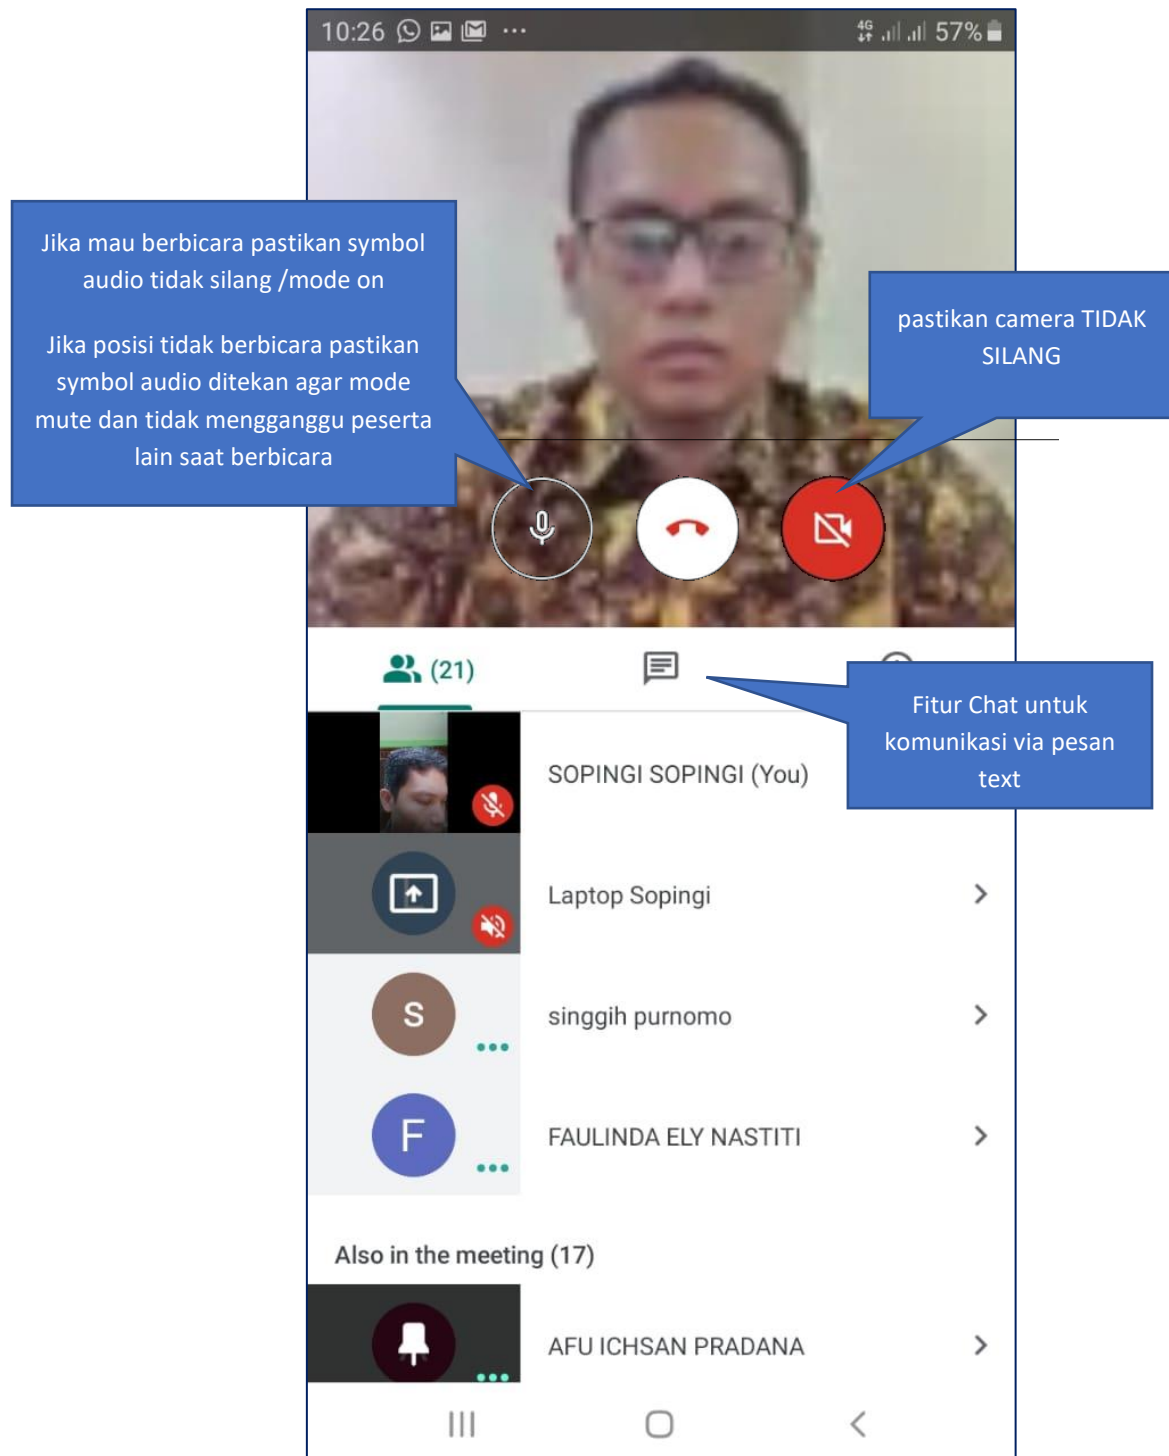 10:26
4G
57%
Jika mau berbicara pastikan symbol
audio tidak silang /mode on
Jika posisi tidak berbicara pastikan
symbol audio ditekan agar mode
mute dan tidak mengganggu peserta
lain saat berbicara
pastikan camera TIDAK
SILANG
(21)
Fitur Chat untuk
komunikasi via pesan
text
SOPINGI SOPINGI (You)
Laptop Sopingi
S
singgih purnomo
F
FAULINDA ELY NASTITI
Also in the meeting (17)
AFU ICHSAN PRADANA